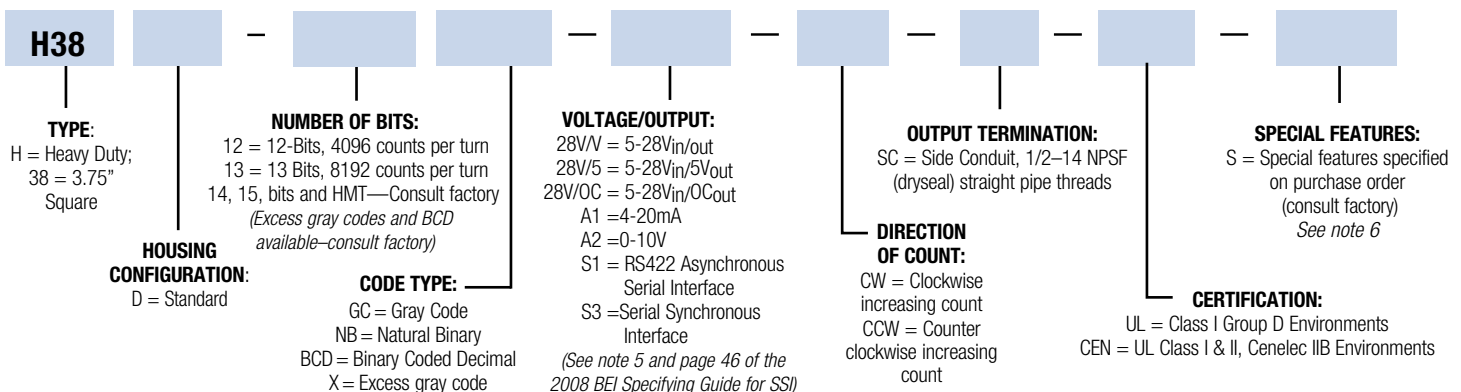 H38
TYPE:
H = Heavy Duty;
38 = 3.75”
Square
HOUSING
CONFIGURATION:
D = Standard
NUMBER OF BITS:
12 = 12-Bits, 4096 counts per turn
13 = 13 Bits, 8192 counts per turn
14, 15, bits and HMT—Consult factory
(Excess gray codes and BCD
available–consult factory)
CODE TYPE:
GC = Gray Code
NB = Natural Binary
BCD = Binary Coded Decimal
X = Excess gray code
VOLTAGE/OUTPUT:
28V/V = 5-28Vin/out
28V/5 = 5-28Vin/5Vout
28V/OC = 5-28Vin/OCout
A1 =4-20mA
A2 =0-10V
S1 = RS422 Asynchronous
Serial Interface
S3 =Serial Synchronous
Interface
(See note 5 and page 46 of the
2008 BEI Specifying Guide for SSI)
DIRECTION
OF COUNT:
CW = Clockwise
increasing count
CCW = Counter
clockwise increasing
count
OUTPUT TERMINATION:
SC = Side Conduit, 1/2–14 NPSF
(dryseal) straight pipe threads
CERTIFICATION:
UL = Class I Group D Environments
CEN = UL Class I & II, Cenelec IIB Environments
SPECIAL FEATURES:
S = Special features specified
on purchase order
(consult factory)
See note 6